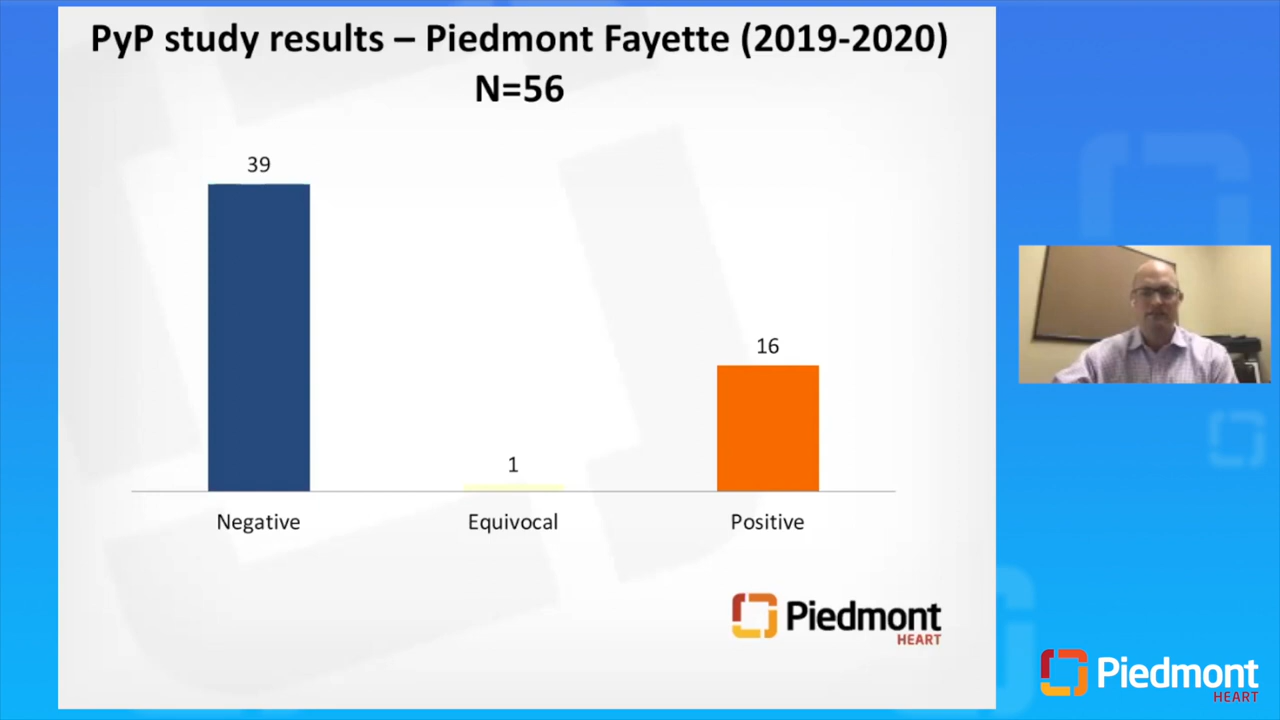 PyP study results – Piedmont Fayette (2019-2020)
N=56
39
1
16
Negative
Equivocal
Positive
Piedmont
HEART
Piedmont
HEART